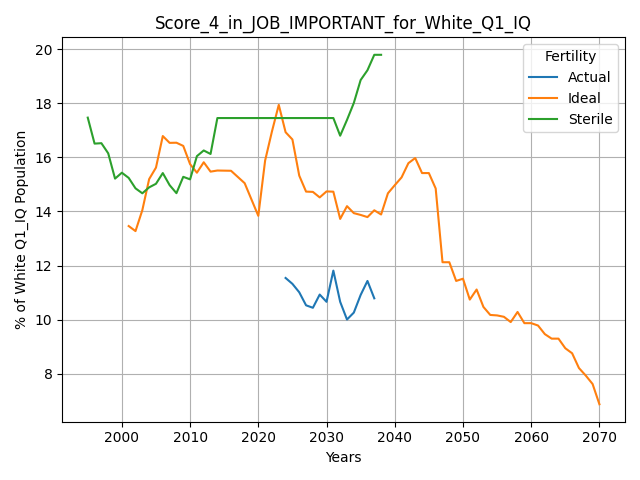 Score_4_in_JOB_IMPORTANT_for_White_Q1_IQ
Fertility
Actual
Ideal
Sterile
% of White Q1_IQ Population
20
18
16
14
12
10
8
2000 2010 2020 2030 2040 2050 2060 2070
Years